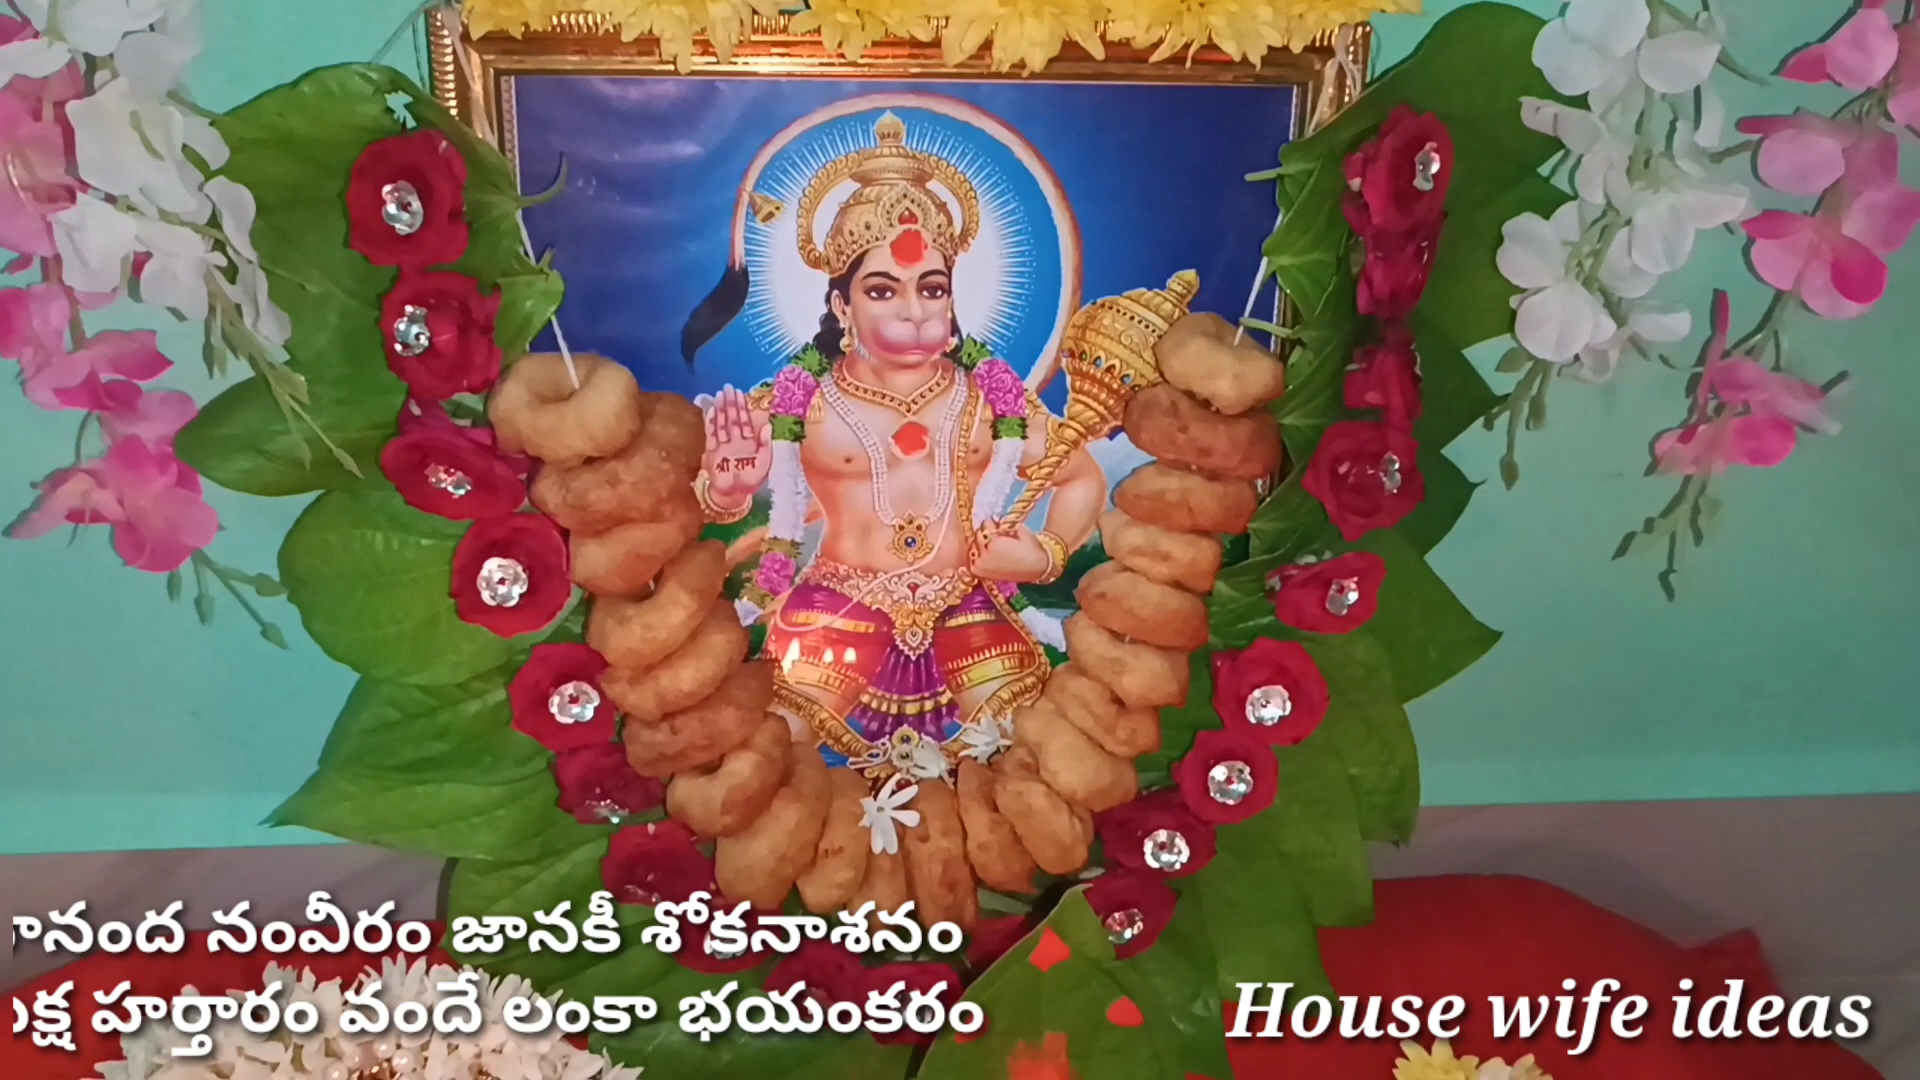 श्री राम
నంవీరం జానకీ శోకనాశనం
హర్తారం వందే లంకా భయంకరం
House wife ideas